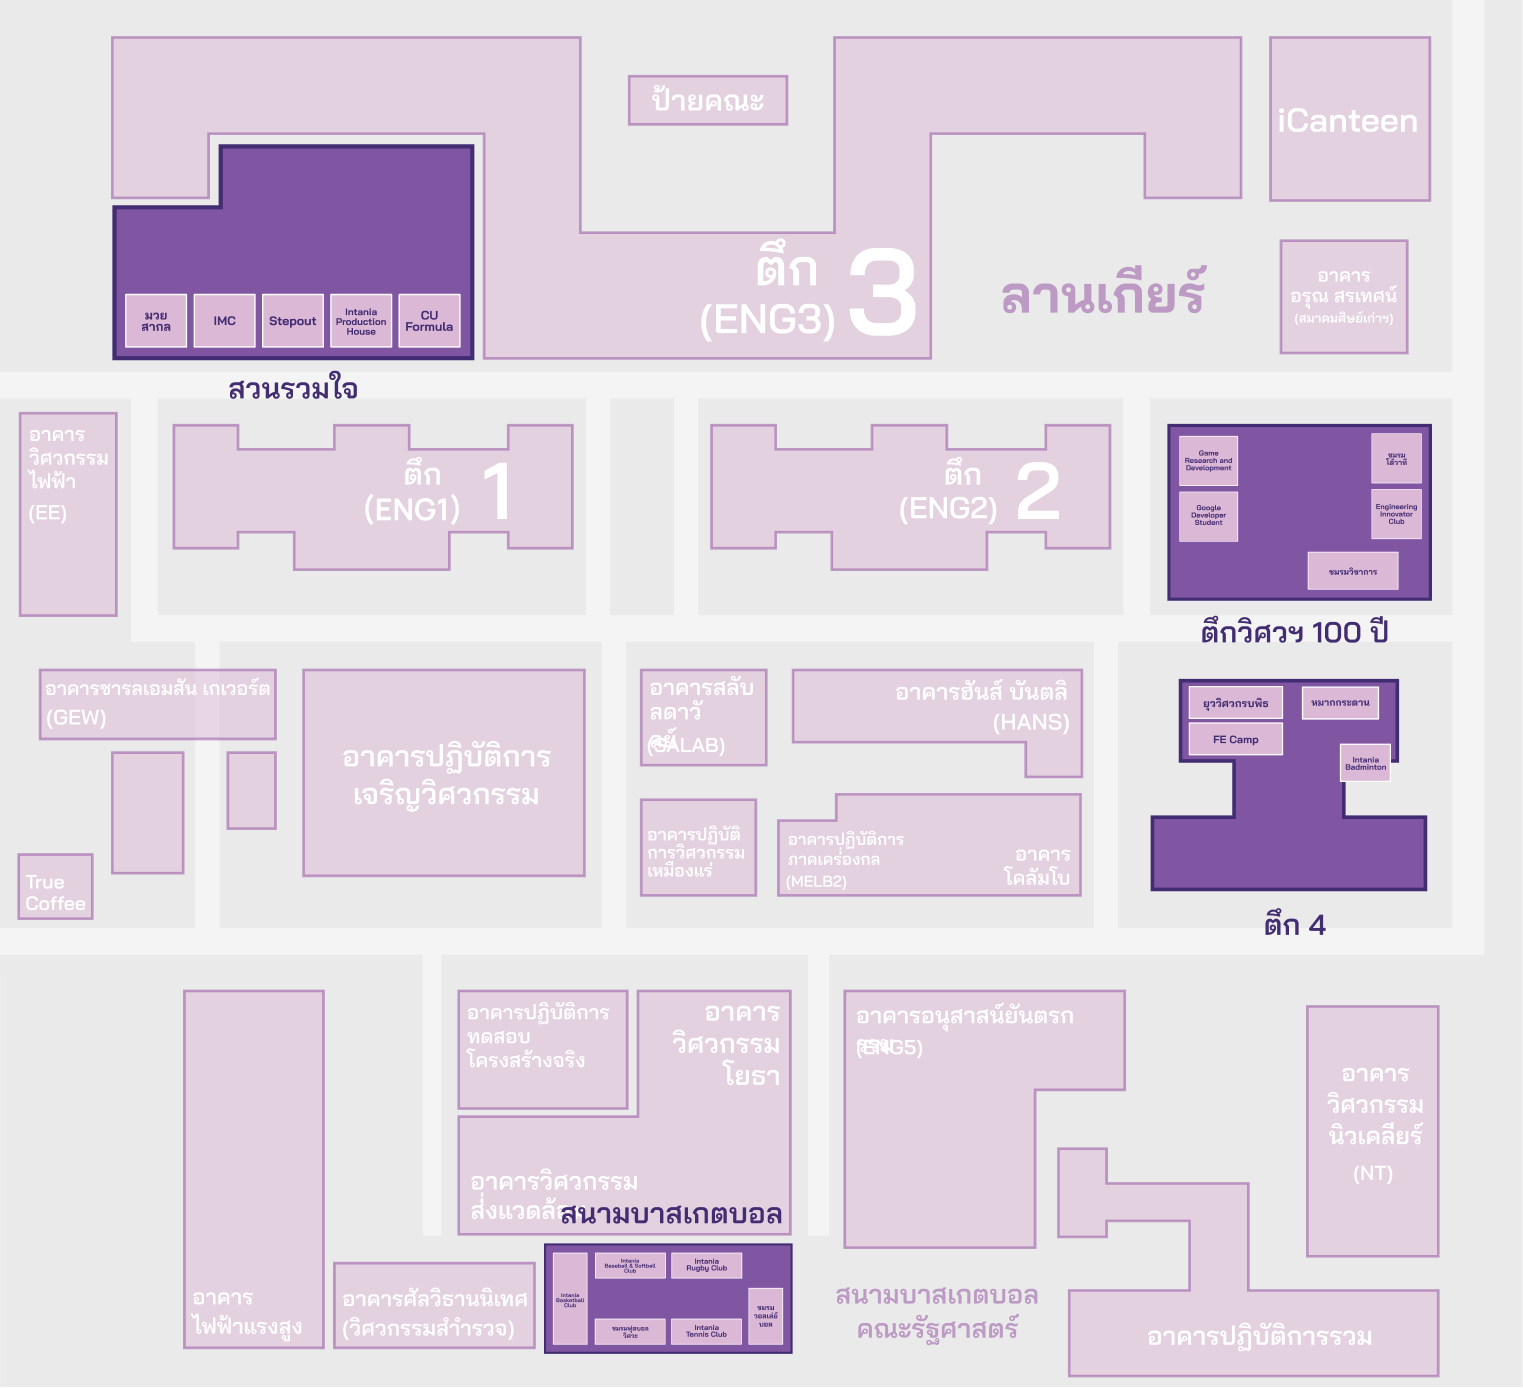 ป้ายคณะ
iCanteen
ตึก
(ENG3)
3
ลานเกียร์
อาคาร
อรุณ สรเทศน์
(สมาคมศิษย์เก่าฯ)
มวย
สากล
IMC
Stepout
Intania
Production
House
CU
Formula
สวนรวมใจ
อาคาร
วิศวกรรม
ไฟฟ้า
(EE)
ตึก
(ENG1)
1
ตึก
(ENG2)
2
Game
Research and
Development
Google
Developer
Student
ชมรม
โต้วาที
Engineering
Innovator
Club
ชมรมวิชาการ
ตึกวิศวฯ 100 ปี
อาคารชารลเอมสัน เกเวอร์ต
(GEW)
อาคารปฏิบัติการ
เจริญวิศวกรรม
อาคารสลับ
ลดาวั
(SALAB)
อาคารฮันส์ บันตลิ
(HANS)
ยุววิศวกรบพิธ
FE Camp
หมากกระดาน
Intania
Badminton
ตึก 4
True
Coffee
อาคารปฏิบัติ
การวิศวกรรม
เหมืองแร่
อาคารปฏิบัติการ
ภาคเครื่องกล
(MELB2)
อาคาร
โคลัมโบ
อาคารปฏิบัติการ
ทดสอบ
โครงสร้างจริง
อาคาร
วิศวกรรม
โยธา
อาคารวิศวกรรม
สิ่งแวดล้อม
สนามบาสเกตบอล
อาคารอนุสาสน์ยันตรก
รรม
(ENG5)
อาคาร
วิศวกรรม
นิวเคลียร์
(NT)
อาคาร
ไฟฟ้าแรงสูง
อาคารศัลวิธานนิเทศ
(วิศวกรรมสำรวจ)
Intania
Basketball
Club
Intania
Baseball & Softball
Club
Intania
Rugby Club
ชมรมฟุตบอล
วิศวะ
Intania
Tennis Club
ชมรม
วอลเล่ย์
บอล
สนามบาสเกตบอล
คณะรัฐศาสตร์
อาคารปฏิบัติการรวม